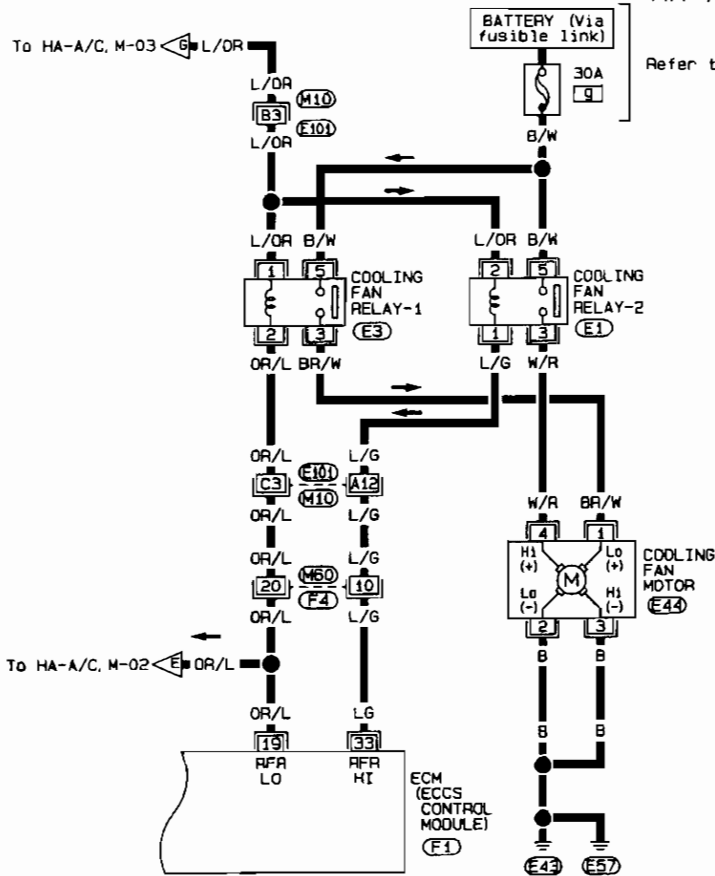 BATTERY (Via
fusible link)
To HA-A/C, M-03 G L/OR
Refer t
30A
g
L/OR
B3 M10
E101
L/OR
B/W
L/OR B/W L/OR B/W
1 5 COOLING FAN RELAY-1 2 5 COOLING FAN RELAY-2
2 3 E3 1 3 E1
OR/L BR/W L/G W/R
OR/L L/G
C3 E101 A12
M10
OR/L L/G
W/R BR/W
OR/L L/G
4 1
20 M60 10
F4
OR/L L/G
Hi (+) Lo (+)
M
Lo (-) Hi (-)
COOLING
FAN
MOTOR
E44
2 3
B B
To HA-A/C, M-02 E OR/L
OR/L LG
B B
19 33
RFR LO RFR HI
ECM
(ECCS
CONTROL
MODULE)
F1
E43 E57